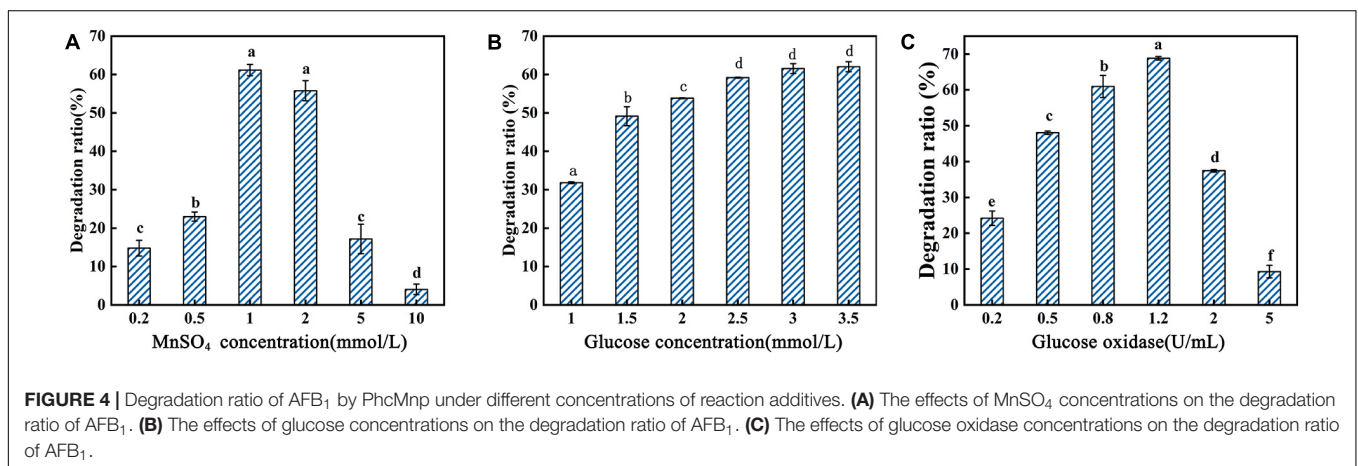 A
Degradation ratio(%)
70
60
50
40
30
20
10
0
c
b
a
a
c
d
0.2 0.5 1 2 5 10
MnSO₄ concentration(mmol/L)
B
Degradation ratio (%)
70
60
50
40
30
20
10
0
a
b
c
d
d
d
1 1.5 2 2.5 3 3.5
Glucose concentration(mmol/L)
C
Degradation ratio (%)
70
60
50
40
30
20
10
0
e
c
b
a
d
f
0.2 0.5 0.8 1.2 2 5
Glucose oxidase(U/mL)
FIGURE 4 | Degradation ratio of AFB₁ by PhcMnp under different concentrations of reaction additives. (A) The effects of MnSO₄ concentrations on the degradation
ratio of AFB₁. (B) The effects of glucose concentrations on the degradation ratio of AFB₁. (C) The effects of glucose oxidase concentrations on the degradation ratio
of AFB₁.